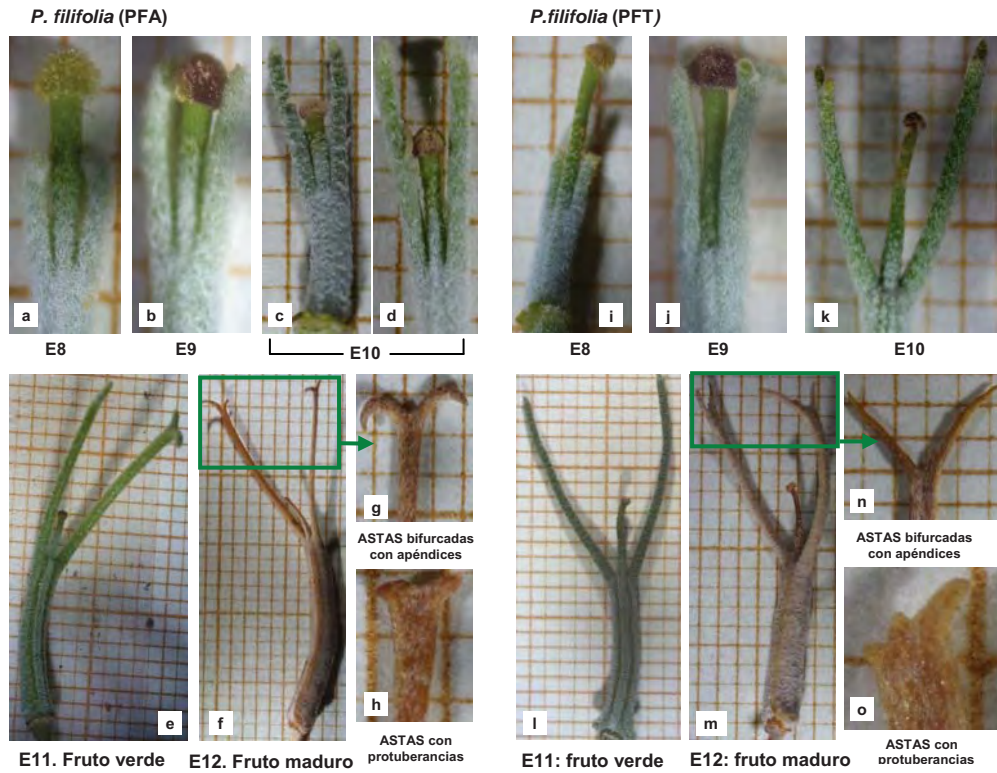 P. filifolia (PFA)
P.filifolia (PFT)
a
b
c
d
i
j
k
E8
E9
E10
E8
E9
E10
e
f
g
ASTAS bifurcadas
con apéndices
h
ASTAS con
protuberancias
l
m
n
ASTAS bifurcadas
con apéndices
o
ASTAS con
protuberancias
E11. Fruto verde
E12. Fruto maduro
E11: fruto verde
E12: fruto maduro